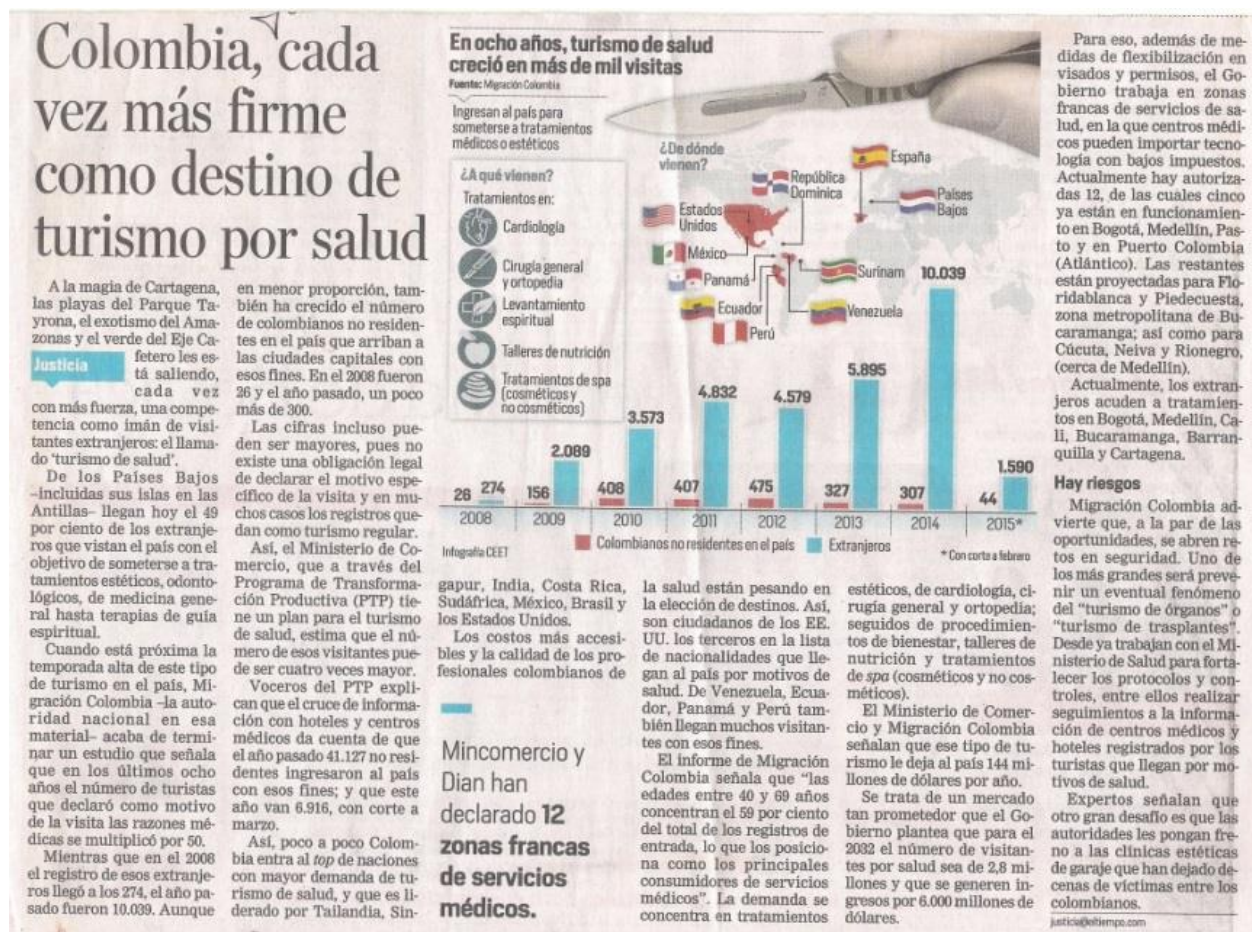 Colombia, cada
vez más firme
como destino de
turismo por salud
A la magia de Cartagena,
las playas del Parque Ta-
yrona, el exotismo del Ama-
zonas y el verde del Eje Ca-
Justicia
fetero les es-
tá saliendo,
cada vez
con más fuerza, una compe-
tencia como imán de visi-
tantes extranjeros: el llama-
do 'turismo de salud'.
De los Países Bajos
–incluidas sus islas en las
Antillas– llegan hoy el 49
por ciento de los extranje-
ros que vistan el país con el
objetivo de someterse a tra-
tamientos estéticos, odonto-
lógicos, de medicina gene-
ral hasta terapias de guía
espiritual.
Cuando está próxima la
temporada alta de este tipo
de turismo en el país, Mi-
gración Colombia –la auto-
ridad nacional en esa
material– acaba de termi-
nar un estudio que señala
que en los últimos ocho
años el número de turistas
que declaró como motivo
de la visita las razones mé-
dicas se multiplicó por 50.
Mientras que en el 2008
el registro de esos extranje-
ros llegó a los 274, el año pa-
sado fueron 10.039. Aunque
en menor proporción, tam-
bién ha crecido el número
de colombianos no residen-
tes en el país que arriban a
las ciudades capitales con
esos fines. En el 2008 fueron
26 y el año pasado, un poco
más de 300.
Las cifras incluso pue-
den ser mayores, pues no
existe una obligación legal
de declarar el motivo espe-
cífico de la visita y en mu-
chos casos los registros que-
dan como turismo regular.
Así, el Ministerio de Co-
mercio, que a través del
Programa de Transforma-
ción Productiva (PTP) tie-
ne un plan para el turismo
de salud, estima que el nú-
mero de esos visitantes pue-
de ser cuatro veces mayor.
Voceros del PTP expli-
can que el cruce de informa-
ción con hoteles y centros
médicos da cuenta de que
el año pasado 41.127 no resi-
dentes ingresaron al país
con esos fines; y que este
año van 6.916, con corte a
marzo.
Así, poco a poco Colom-
bia entra al top de naciones
con mayor demanda de tu-
rismo de salud, y que es li-
derado por Tailandia, Sin-
En ocho años, turismo de salud
creció en más de mil visitas
Fuente: Migración Colombia
Ingresan al país para
someterse a tratamientos
médicos o estéticos
¿A qué vienen?
Tratamientos en:
Cardiología
Cirugía general
y ortopedia
Levantamiento
espiritual
Talleres de nutrición
Tratamientos de spa
(cosméticos y
no cosméticos)
¿De dónde
vienen?
España
República
Dominica
Países
Bajos
Estados
Unidos
México
Panamá
Surinam
Ecuador
Venezuela
Perú
26 274
156 2.089
408 3.573
407 4.832
475 4.579
327 5.895
307 10.039
44 1.590
2008 2009 2010 2011 2012 2013 2014 2015*
Infografía CEET
Colombianos no residentes en el país
Extranjeros
* Con corte a febrero
gapur, India, Costa Rica,
Sudáfrica, México, Brasil y
los Estados Unidos.
Los costos más accesi-
bles y la calidad de los pro-
fesionales colombianos de
Mincomercio y
Dian han
declarado 12
zonas francas
de servicios
médicos.
la salud están pesando en
la elección de destinos. Así,
son ciudadanos de los EE.
UU. los terceros en la lista
de nacionalidades que lle-
gan al país por motivos de
salud. De Venezuela, Ecua-
dor, Panamá y Perú tam-
bién llegan muchos visitan-
tes con esos fines.
El informe de Migración
Colombia señala que "las
edades entre 40 y 69 años
concentran el 59 por ciento
del total de los registros de
entrada, lo que los posicio-
na como los principales
consumidores de servicios
médicos". La demanda se
concentra en tratamientos
estéticos, de cardiología, ci-
rugía general y ortopedia;
seguidos de procedimien-
tos de bienestar, talleres de
nutrición y tratamientos
de spa (cosméticos y no cos-
méticos).
El Ministerio de Comer-
cio y Migración Colombia
señalan que ese tipo de tu-
rismo le deja al país 144 mi-
llones de dólares por año.
Se trata de un mercado
tan prometedor que el Go-
bierno plantea que para el
2032 el número de visitan-
tes por salud sea de 2,8 mi-
llones y que se generen in-
gresos por 6.000 millones de
dólares.
Para eso, además de me-
didas de flexibilización en
visados y permisos, el Go-
bierno trabaja en zonas
francas de servicios de sa-
lud, en la que centros médi-
cos pueden importar tecno-
logía con bajos impuestos.
Actualmente hay autoriza-
das 12, de las cuales cinco
ya están en funcionamien-
to en Bogotá, Medellín, Pas-
to y en Puerto Colombia
(Atlántico). Las restantes
están proyectadas para Flo-
ridablanca y Piedecuesta,
zona metropolitana de Bu-
caramanga; así como para
Cúcuta, Neiva y Rionegro,
(cerca de Medellín).
Actualmente, los extran-
jeros acuden a tratamien-
tos en Bogotá, Medellín, Ca-
li, Bucaramanga, Barran-
quilla y Cartagena.
Hay riesgos
Migración Colombia ad-
vierte que, a la par de las
oportunidades, se abren re-
tos en seguridad. Uno de
los más grandes será preve-
nir un eventual fenómeno
del "turismo de órganos" o
"turismo de trasplantes".
Desde ya trabajan con el Mi-
nisterio de Salud para forta-
lecer los protocolos y con-
troles, entre ellos realizar
seguimientos a la informa-
ción de centros médicos y
hoteles registrados por los
turistas que llegan por mo-
tivos de salud.
Expertos señalan que
otro gran desafío es que las
autoridades les pongan fre-
no a las clínicas estéticas
de garaje que han dejado de-
cenas de víctimas entre los
colombianos.
justicia@eltiempo.com